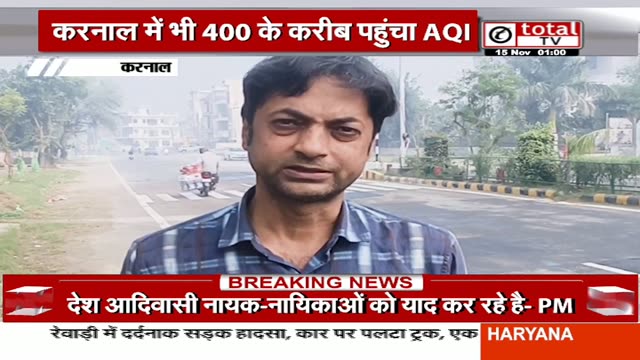 करनाल में भी 400 के करीब पहुंचा AQI
total
TV
15 Nov 01:00
करनाल
BREAKING NEWS
देश आदिवासी नायक-नायिकाओं को याद कर रहे है- PM
रेवाड़ी में दर्दनाक सड़क हादसा, कार पर पलटा ट्रक, एक
HARYANA